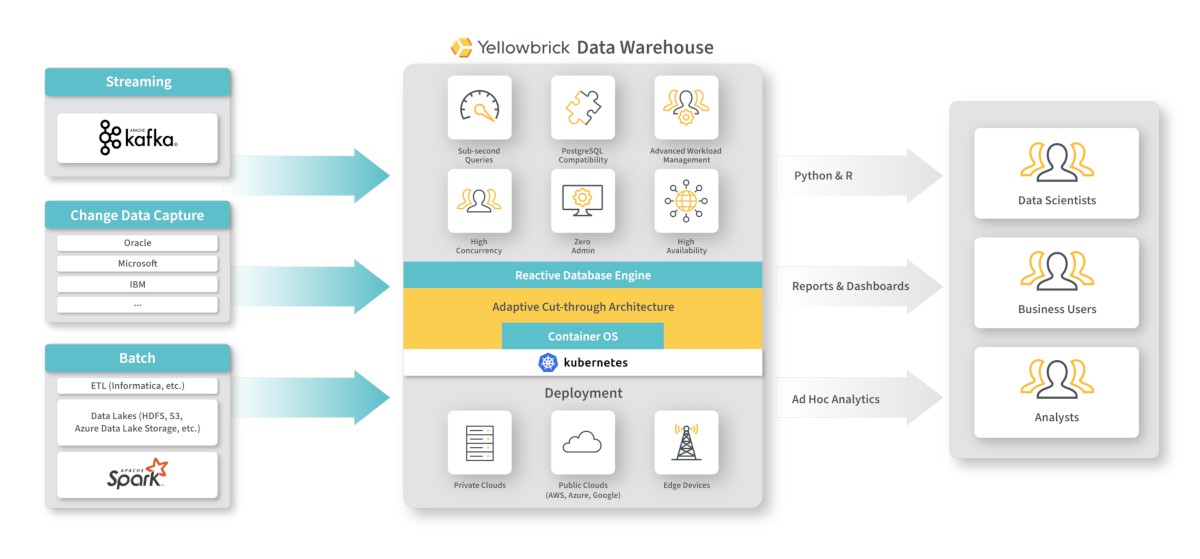 Yellowbrick Data Warehouse
Streaming
APACHE
kafka®
Change Data Capture
Oracle
Microsoft
IBM
...
Batch
ETL (Informatica, etc.)
Data Lakes (HDFS, S3,
Azure Data Lake Storage, etc.)
APACHE
Spark™
Sub-second
Queries
PostgreSQL
Compatibility
Advanced Workload
Management
High
Concurrency
Zero
Admin
High
Availability
Reactive Database Engine
Adaptive Cut-through Architecture
Container OS
kubernetes
Deployment
Private Clouds
Public Clouds
(AWS, Azure, Google)
Edge Devices
Python & R
Reports & Dashboards
Ad Hoc Analytics
Data Scientists
Business Users
Analysts